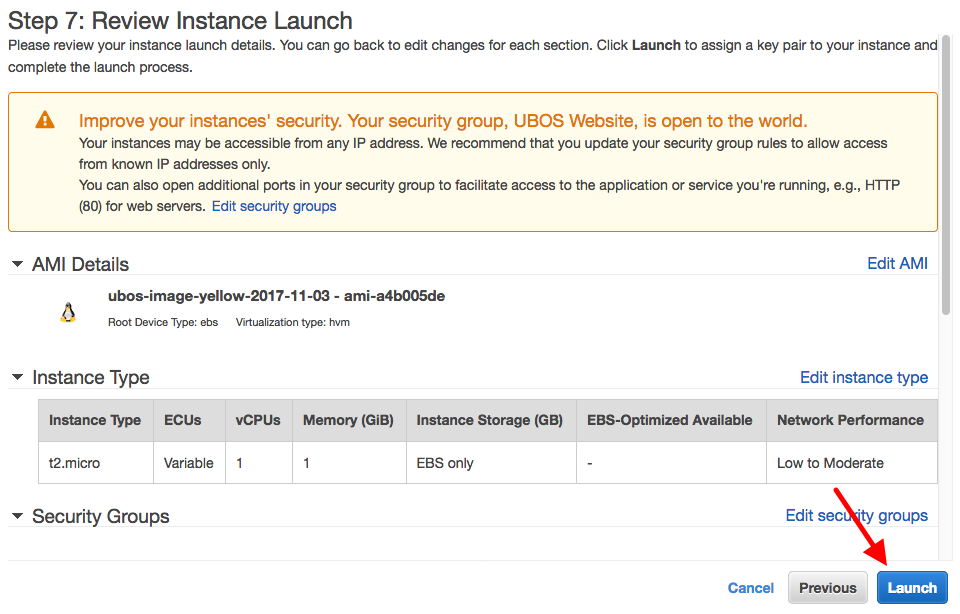 Step 7: Review Instance Launch
Please review your instance launch details. You can go back to edit changes for each section. Click Launch to assign a key pair to your instance and
complete the launch process.
Improve your instances' security. Your security group, UBOS Website, is open to the world.
Your instances may be accessible from any IP address. We recommend that you update your security group rules to allow access
from known IP addresses only.
You can also open additional ports in your security group to facilitate access to the application or service you're running, e.g., HTTP
(80) for web servers. Edit security groups
AMI Details Edit AMI
ubos-image-yellow-2017-11-03 - ami-a4b005de
Root Device Type: ebs Virtualization type: hvm
Instance Type Edit instance type
Instance Type ECUs vCPUs Memory (GiB) Instance Storage (GB) EBS-Optimized Available Network Performance
t2.micro Variable 1 1 EBS only - Low to Moderate
Security Groups Edit security groups
Cancel Previous Launch